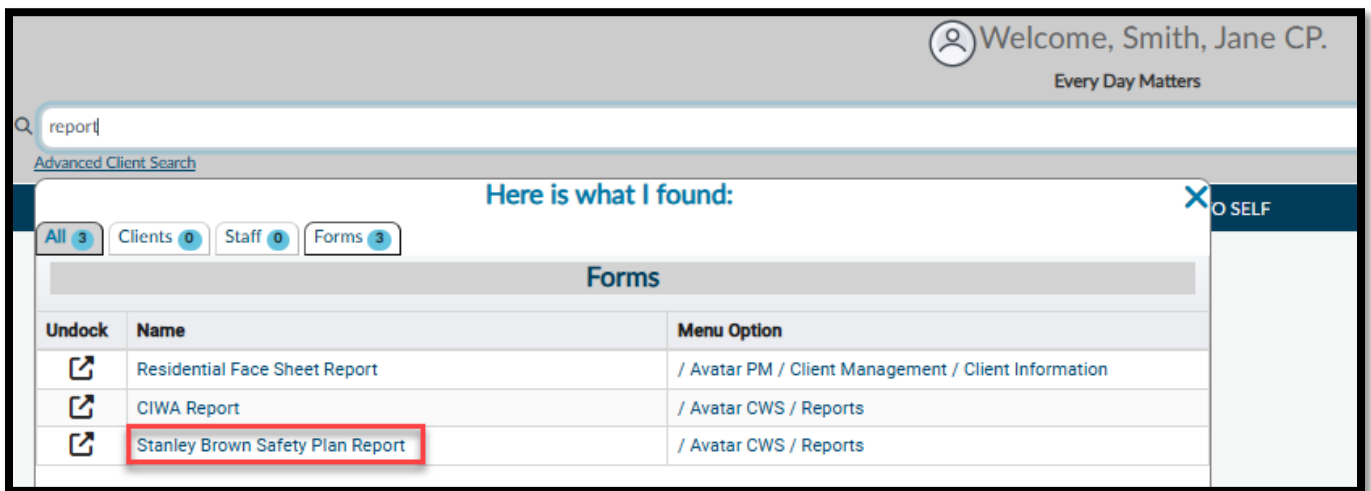 Welcome, Smith, Jane CP.
Every Day Matters
report
Advanced Client Search
Here is what I found:
O SELF
All 3 Clients 0 Staff 0 Forms 3
Forms
Undock Name Menu Option
Residential Face Sheet Report / Avatar PM / Client Management / Client Information
CIWA Report / Avatar CWS / Reports
Stanley Brown Safety Plan Report / Avatar CWS / Reports